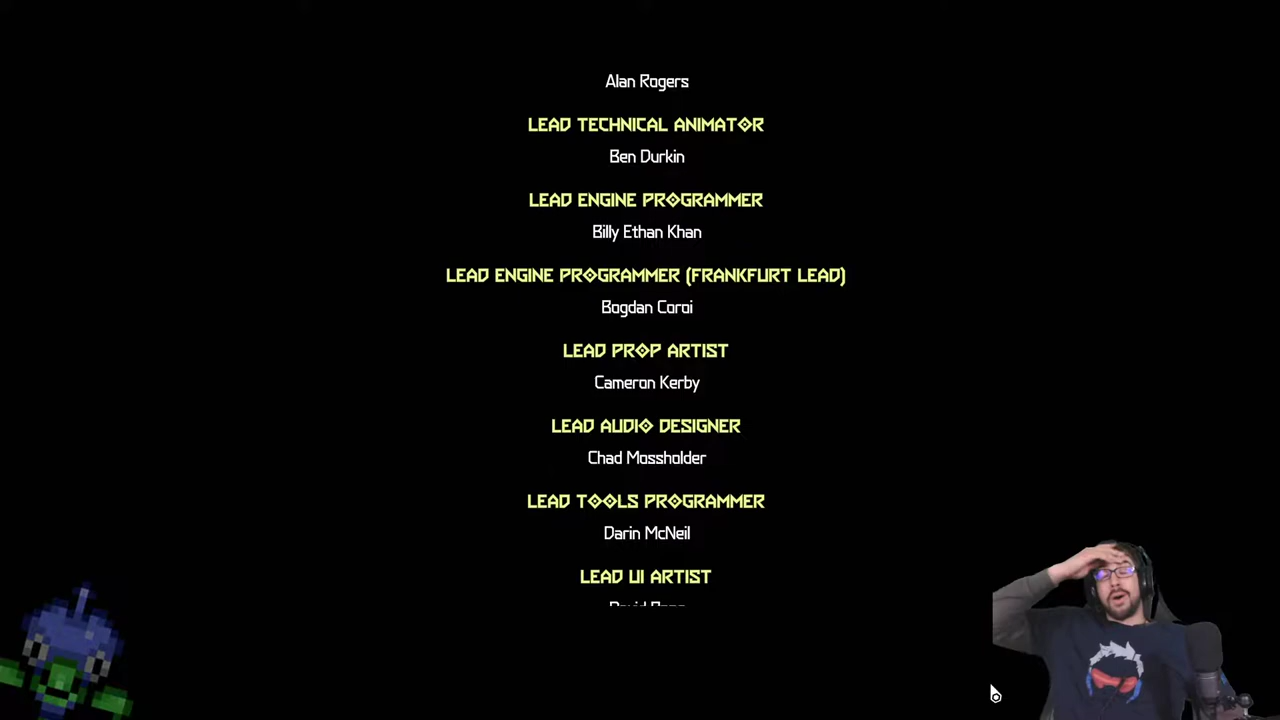 Alan Rogers
LEAD TECHNICAL ANIMATOR
Ben Durkin
LEAD ENGINE PROGRAMMER
Billy Ethan Khan
LEAD ENGINE PROGRAMMER (FRANKFURT LEAD)
Bogdan Coroi
LEAD PROP ARTIST
Cameron Kerby
LEAD AUDIO DESIGNER
Chad Mossholder
LEAD TOOLS PROGRAMMER
Darin McNeil
LEAD UI ARTIST